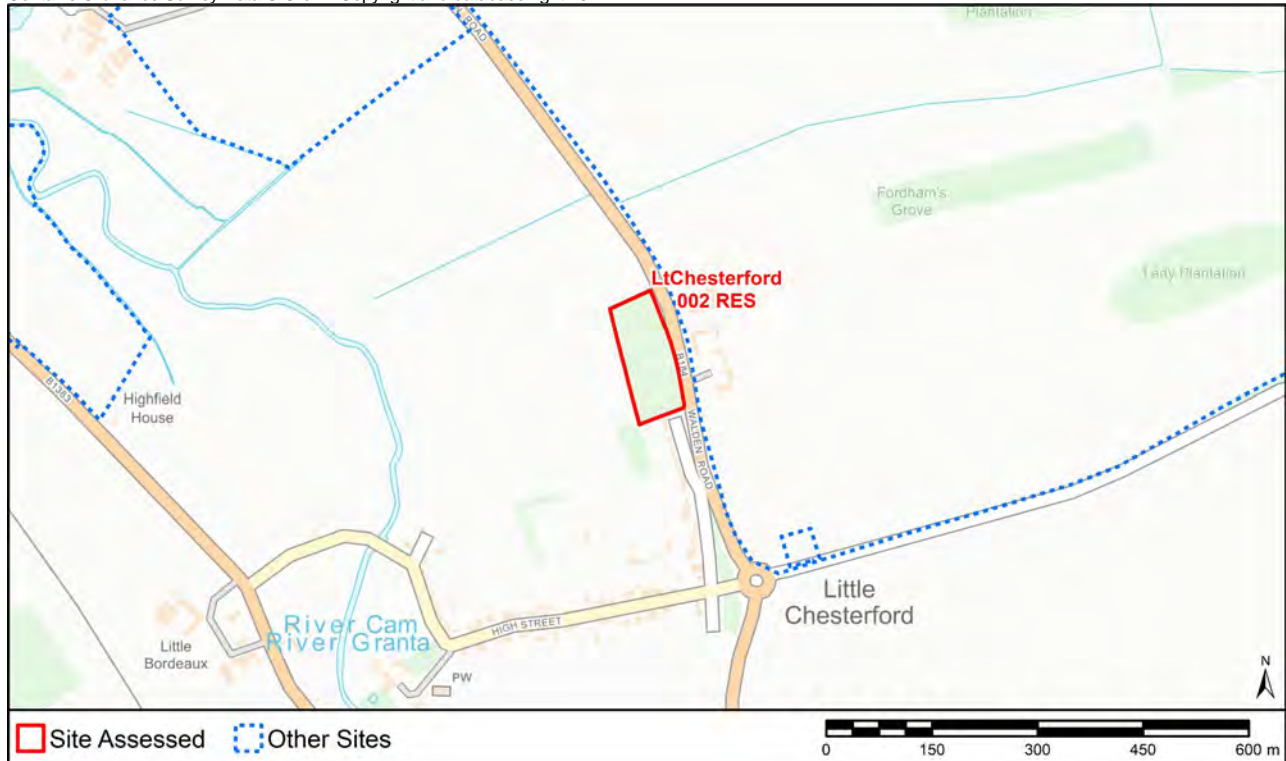 Plantation
ROAD
Fordham's
Grove
Lady Plantation
LtChesterford
002 RES
B184
WALDEN ROAD
B1383
Highfield
House
Little
Chesterford
HIGH STREET
River Cam
River Granta
Little
Bordeaux
PW
N
Site Assessed
Other Sites
0 150 300 450 600 m